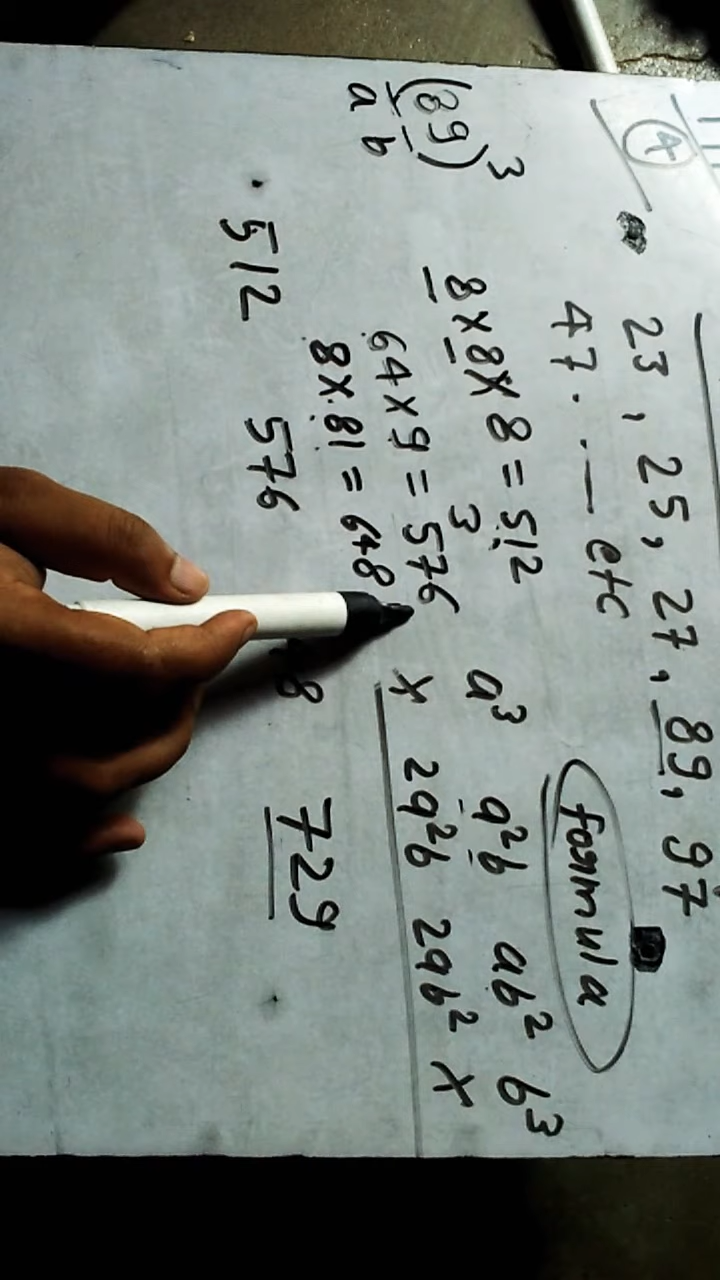 4
23, 25, 27, 89, 97
47 . . — etc
formula
(89)³
a b
8 × 8 × 8 = 512
3
64 × 9 = 576
8 × 81 = 648
a³ a²b ab² b³
× 2a²b 2ab² ×
512 576 8 729